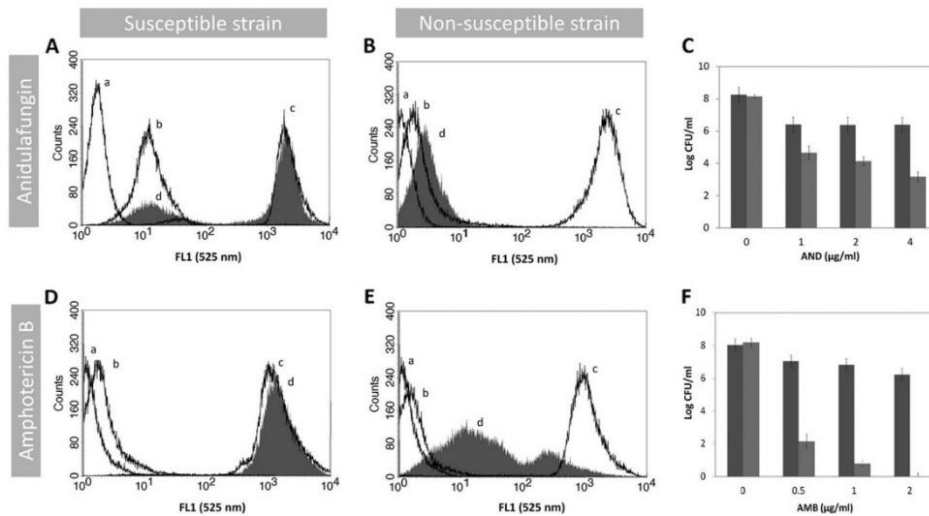 Susceptible strain
Non-susceptible strain
Anidulafungin
A
400
320
240
160
80
0
Counts
a
b
c
d
10⁰ 10¹ 10² 10³ 10⁴
FL1 (525 nm)
B
400
320
240
160
80
0
Counts
a
b
d
c
10⁰ 10¹ 10² 10³ 10⁴
FL1 (525 nm)
C
10
8
6
4
2
0
Log CFU/ml
0 1 2 4
AND (µg/ml)
Amphotericin B
D
400
320
240
160
80
0
Counts
a
b
c
d
10⁰ 10¹ 10² 10³ 10⁴
FL1 (525 nm)
E
400
320
240
160
80
0
Counts
a
b
d
c
10⁰ 10¹ 10² 10³ 10⁴
FL1 (525 nm)
F
10
8
6
4
2
0
Log CFU/ml
0 0.5 1 2
AMB (µg/ml)